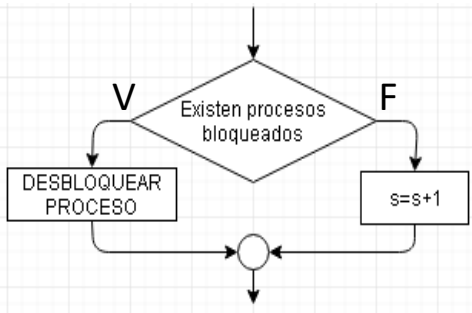 V
F
Existen procesos
bloqueados
DESBLOQUEAR
PROCESO
s=s+1